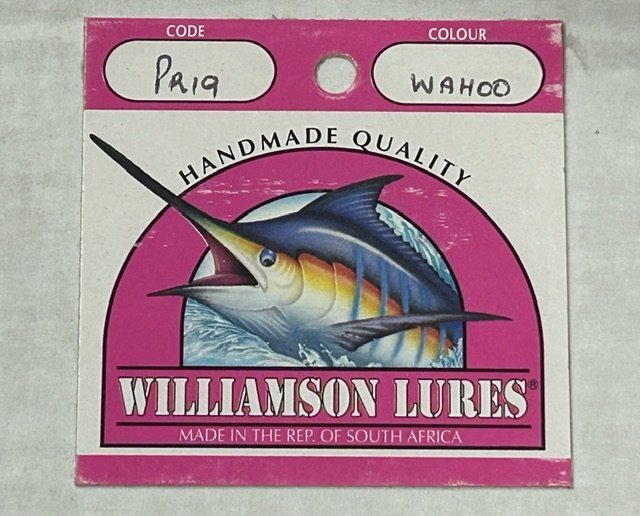 CODE
COLOUR
PR19
WAHOO
HANDMADE QUALITY
WILLIAMSON LURES®
MADE IN THE REP. OF SOUTH AFRICA